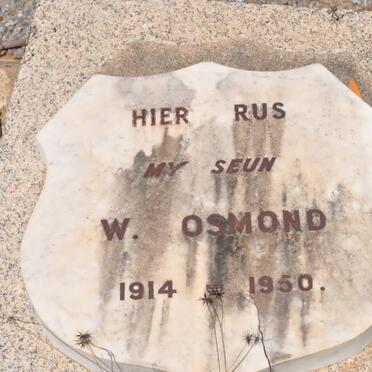 HIER RUS
MY SEUN
W. OSMOND
1914 - 1950.